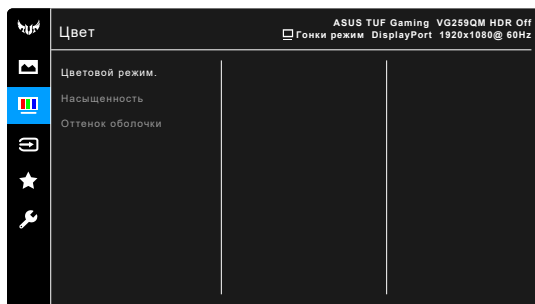 Цвет
ASUS TUF Gaming VG259QM HDR Off
Гонки режим DisplayPort 1920x1080@ 60Hz
Цветовой режим.
Насыщенность
Оттенок оболочки